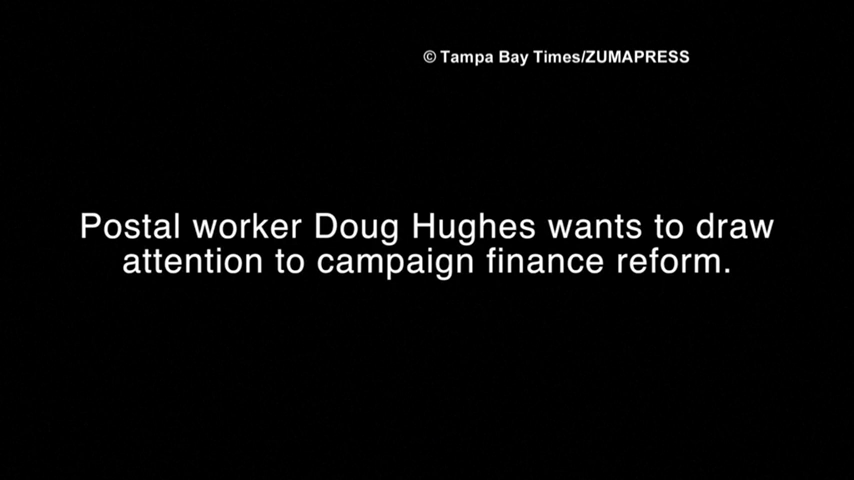 © Tampa Bay Times/ZUMAPRESS
Postal worker Doug Hughes wants to draw
attention to campaign finance reform.